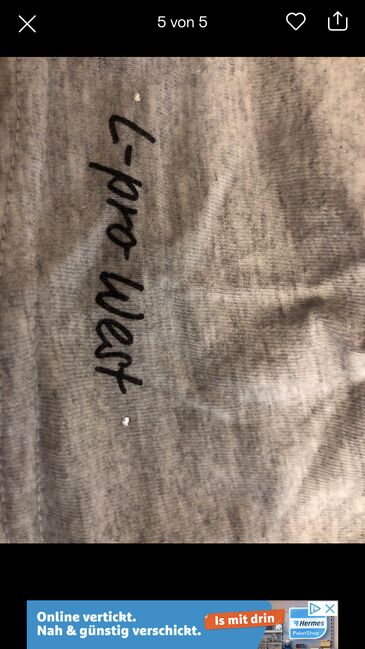 5 von 5
L-pro West
Online vertickt.
Nah & günstig verschickt.
Is mit drin
Hermes
PaketShop